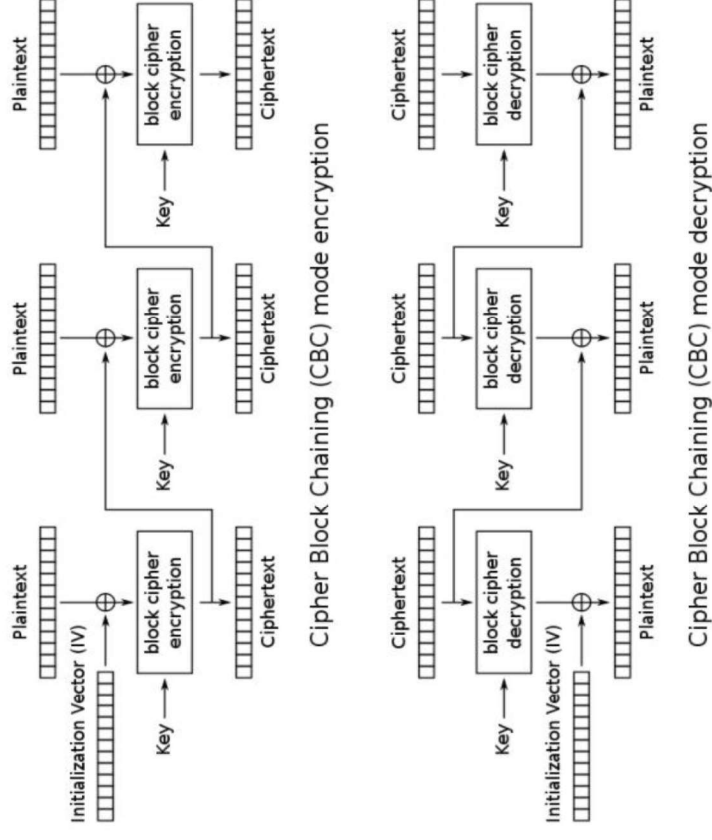 Plaintext
Plaintext
Plaintext
Initialization Vector (IV)
Key
block cipher
encryption
Key
block cipher
encryption
Key
block cipher
encryption
Ciphertext
Ciphertext
Ciphertext
Cipher Block Chaining (CBC) mode encryption
Ciphertext
Ciphertext
Ciphertext
Key
block cipher
decryption
Key
block cipher
decryption
Key
block cipher
decryption
Initialization Vector (IV)
Plaintext
Plaintext
Plaintext
Cipher Block Chaining (CBC) mode decryption